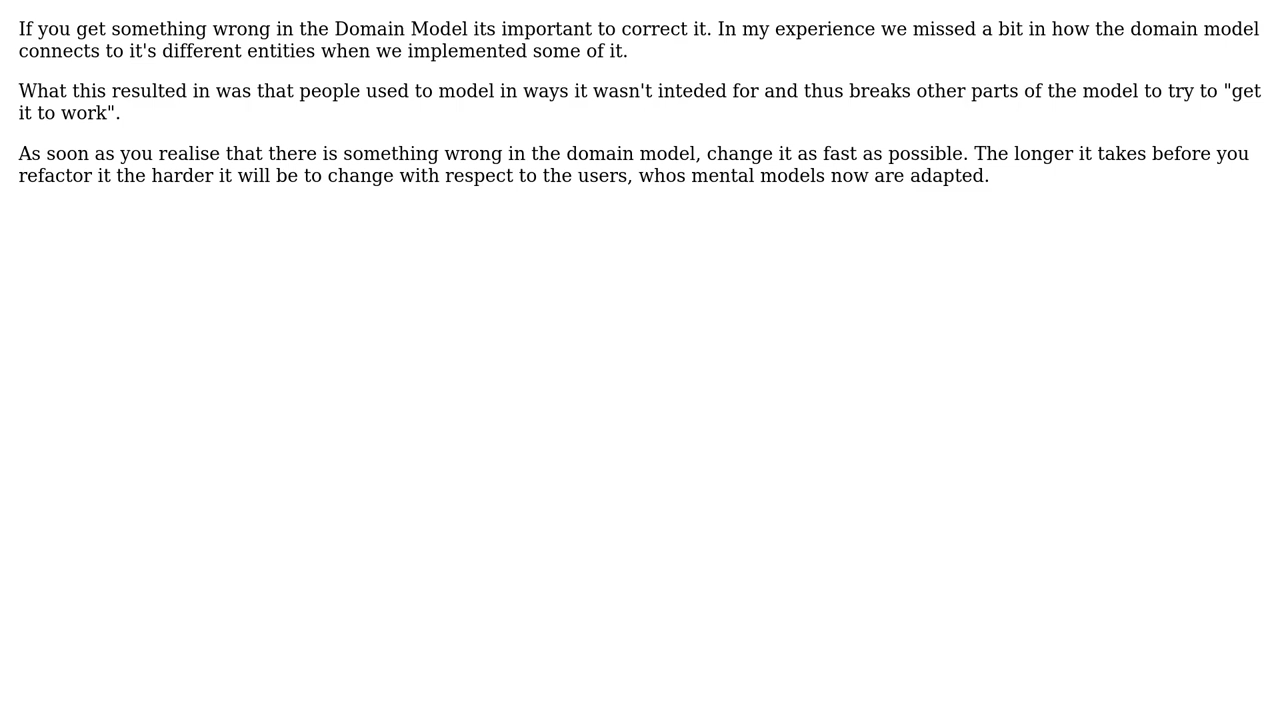 If you get something wrong in the Domain Model its important to correct it. In my experience we missed a bit in how the domain model
connects to it's different entities when we implemented some of it.
What this resulted in was that people used to model in ways it wasn't inteded for and thus breaks other parts of the model to try to "get
it to work".
As soon as you realise that there is something wrong in the domain model, change it as fast as possible. The longer it takes before you
refactor it the harder it will be to change with respect to the users, whos mental models now are adapted.